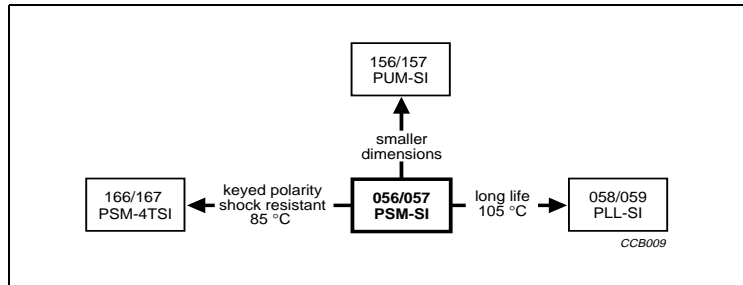 156/157
PUM-SI
smaller
dimensions
166/167
PSM-4TSI
keyed polarity
shock resistant
85 °C
056/057
PSM-SI
long life
105 °C
058/059
PLL-SI
CCB009